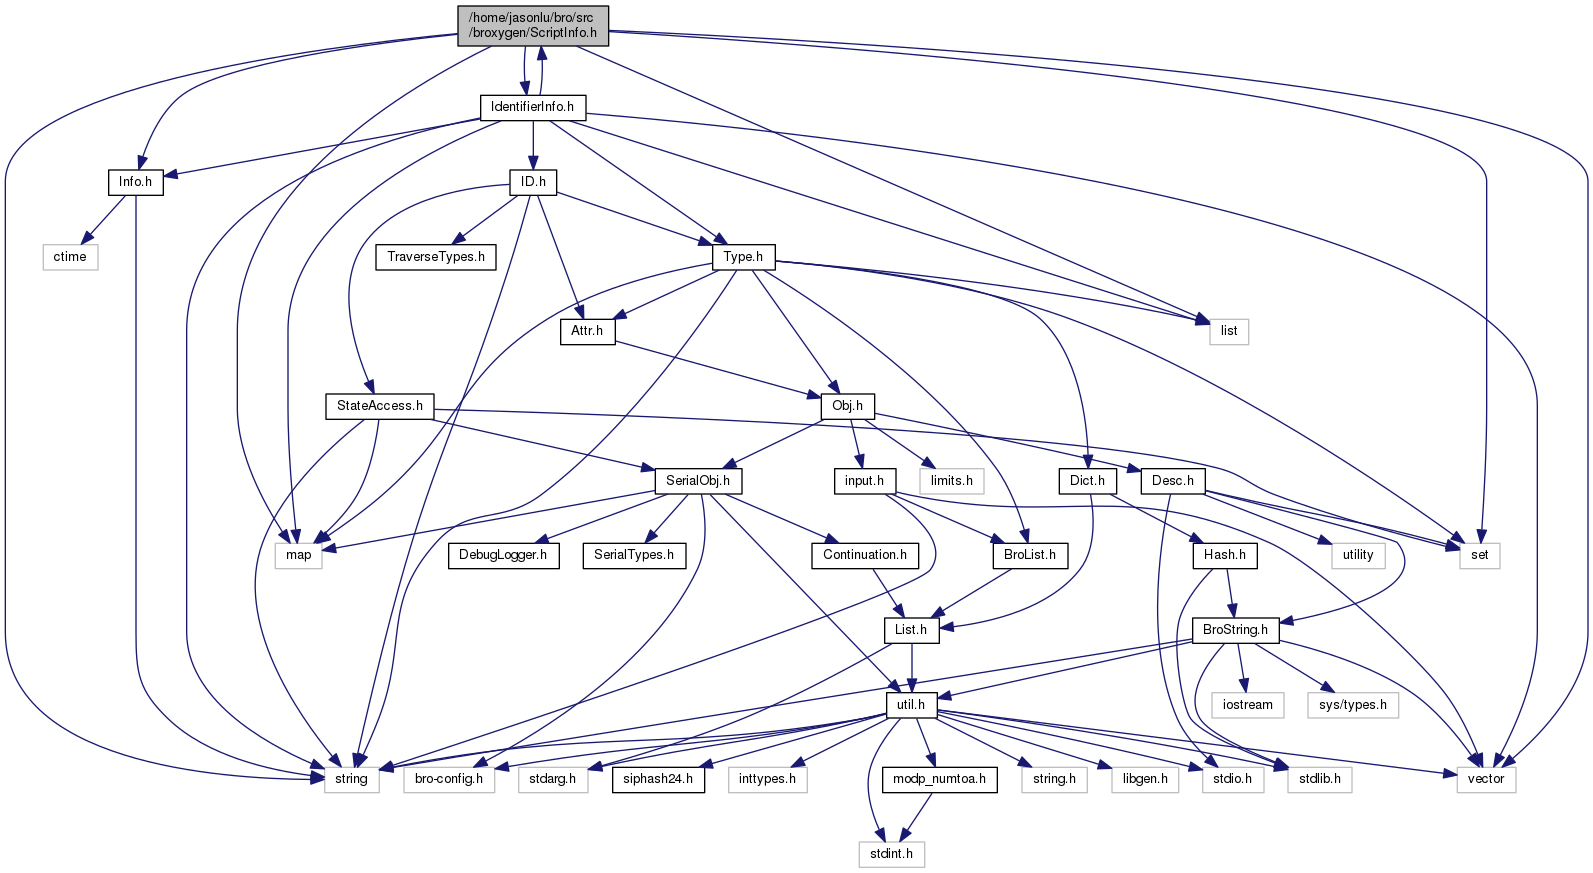 /home/jasonlu/bro/src
/broxygen/ScriptInfo.h
IdentifierInfo.h
Info.h
ID.h
ctime
TraverseTypes.h
Type.h
Attr.h
list
StateAccess.h
Obj.h
SerialObj.h
input.h
limits.h
Dict.h
Desc.h
map
DebugLogger.h
SerialTypes.h
Continuation.h
BroList.h
Hash.h
utility
set
List.h
BroString.h
util.h
iostream
sys/types.h
string
bro-config.h
stdarg.h
siphash24.h
inttypes.h
modp_numtoa.h
string.h
libgen.h
stdio.h
stdlib.h
vector
stdint.h